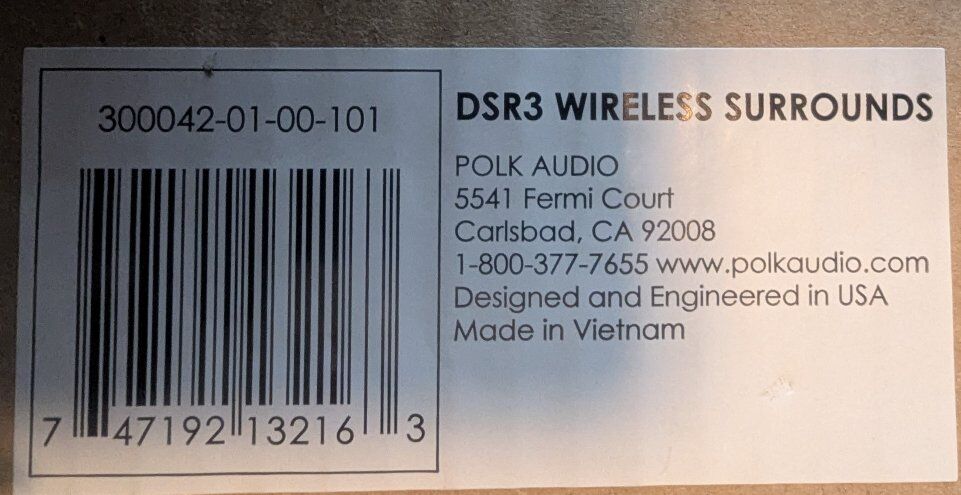 300042-01-00-101
7 47192 13216 3
DSR3 WIRELESS SURROUNDS
POLK AUDIO
5541 Fermi Court
Carlsbad, CA 92008
1-800-377-7655 www.polkaudio.com
Designed and Engineered in USA
Made in Vietnam